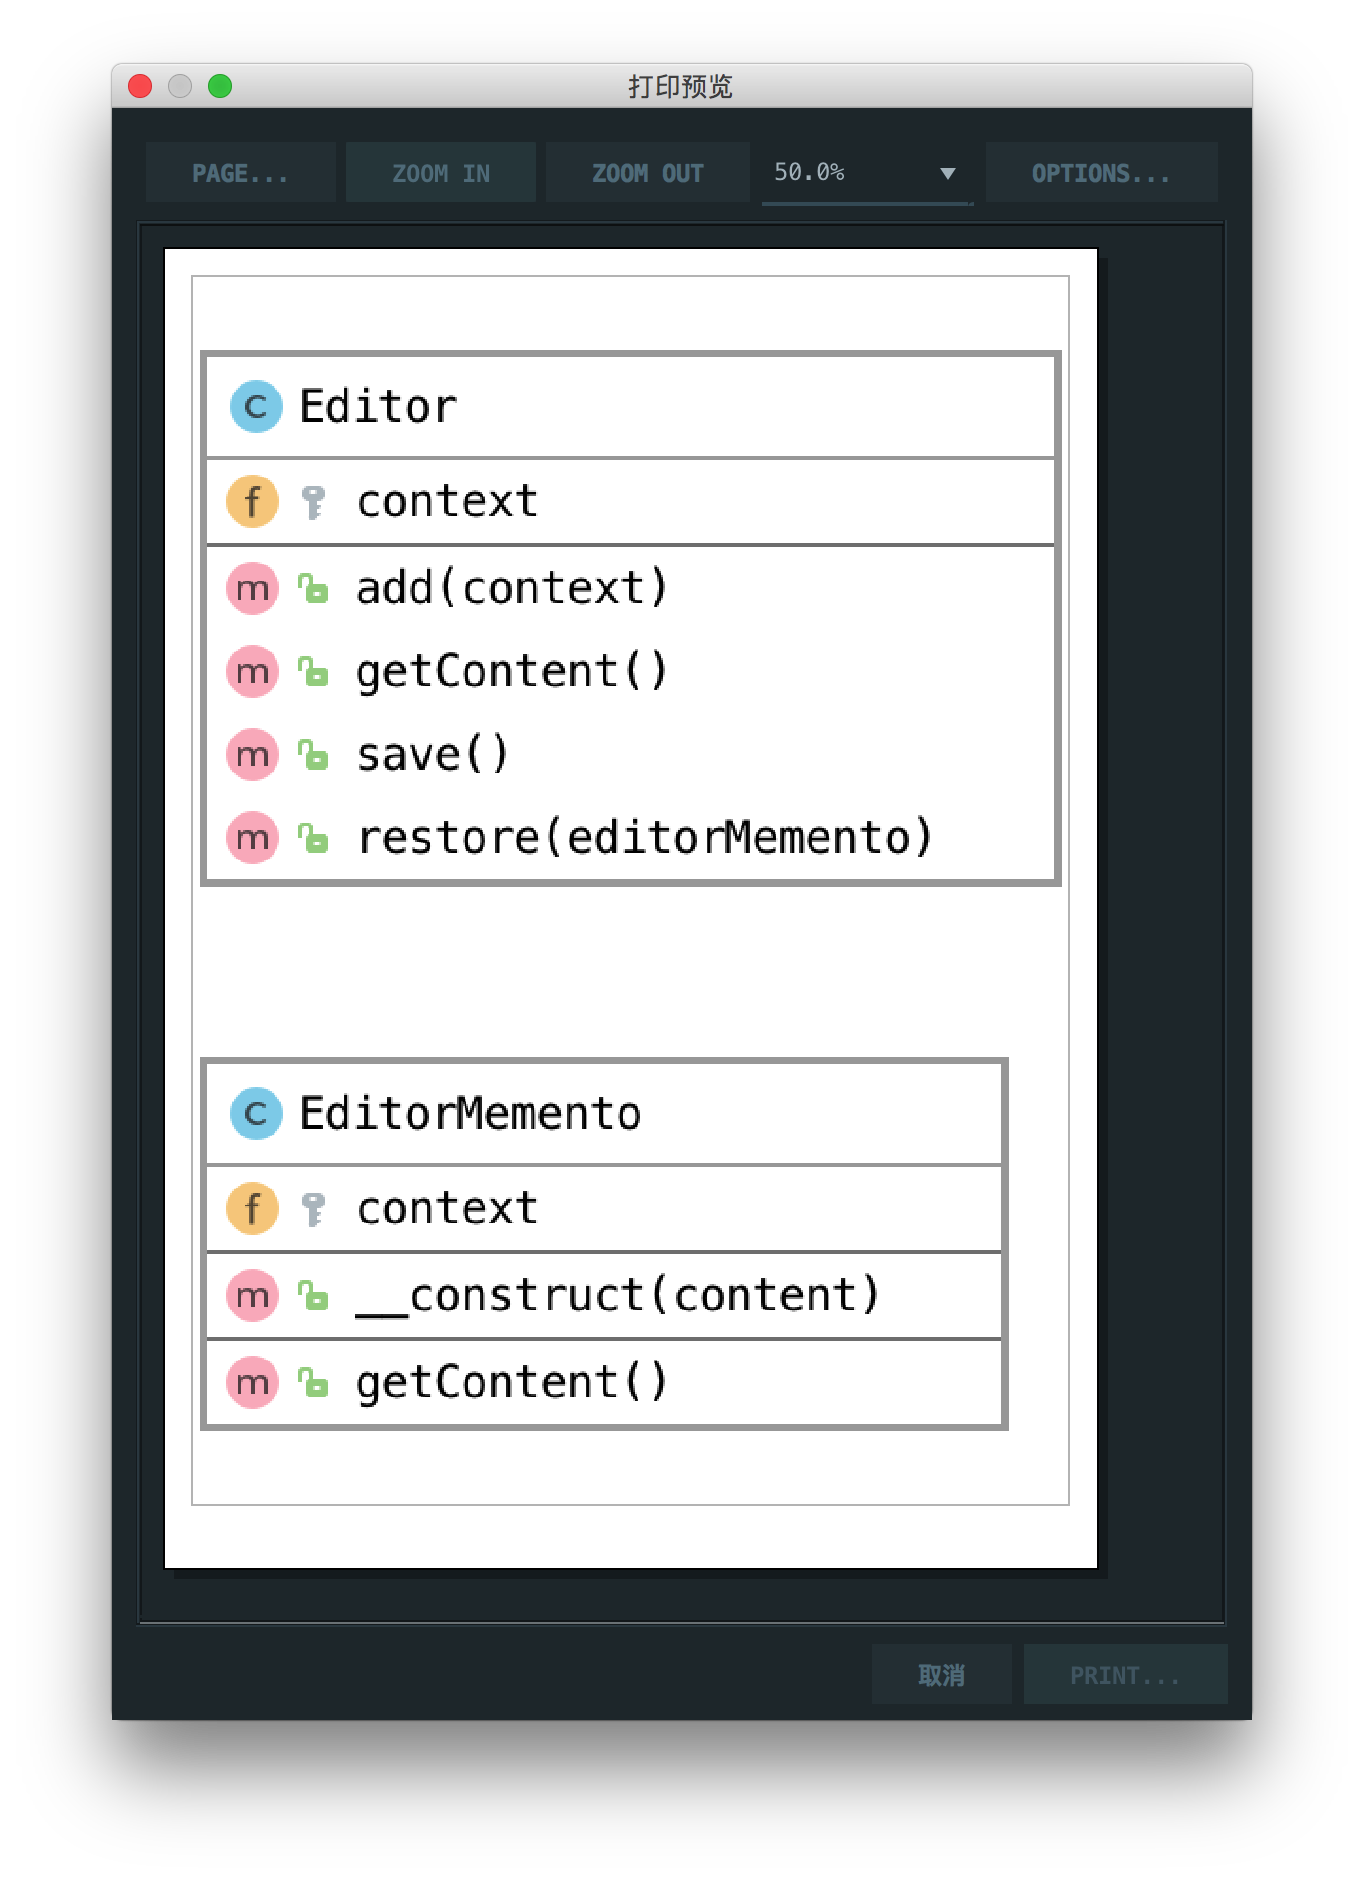 打印预览
PAGE... ZOOM IN ZOOM OUT 50.0% OPTIONS...
C Editor
f context
m add(context)
m getContent()
m save()
m restore(editorMemento)
C EditorMemento
f context
m __construct(content)
m getContent()
取消 PRINT...